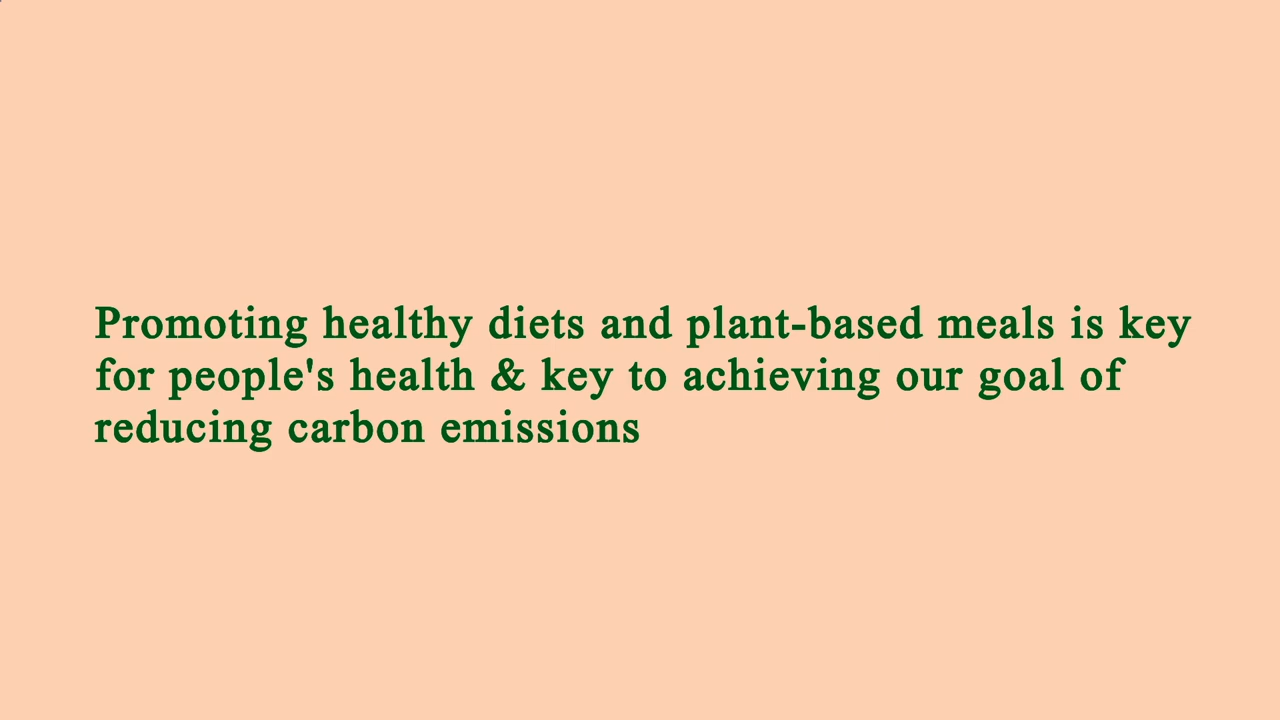 Promoting healthy diets and plant-based meals is key
for people's health & key to achieving our goal of
reducing carbon emissions